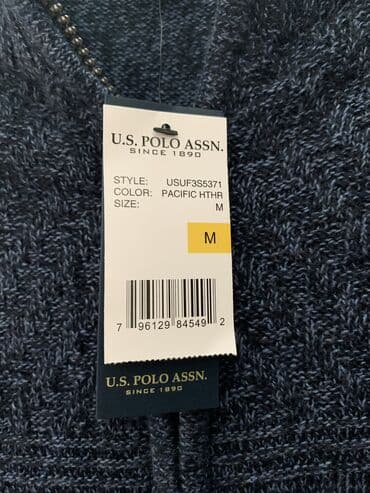 U.S. POLO ASSN.
SINCE 1890
STYLE: USUF3S5371
COLOR: PACIFIC HTHR
SIZE: M
M
7 96129 84549 2
U.S. POLO ASSN.
SINCE 1890